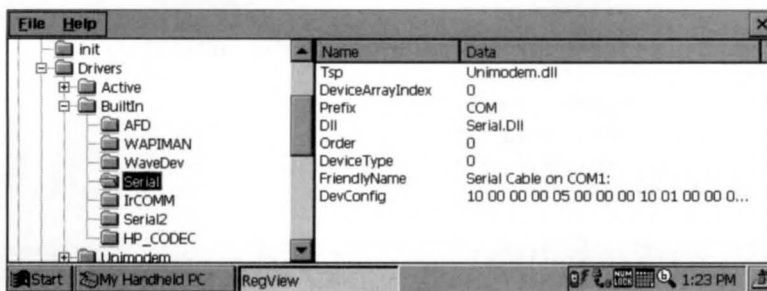 File Help
init
Drivers
Active
BuiltIn
AFD
WAPIMAN
WaveDev
Serial
IrCOMM
Serial2
HP_CODEC
Unimodem
Name Data
Tsp Unimodem.dll
DeviceArrayIndex 0
Prefix COM
Dll Serial.Dll
Order 0
DeviceType 0
FriendlyName Serial Cable on COM1:
DevConfig 10 00 00 00 05 00 00 00 10 01 00 00 0...
Start My Handheld PC RegView NUM LOCK 1:23 PM